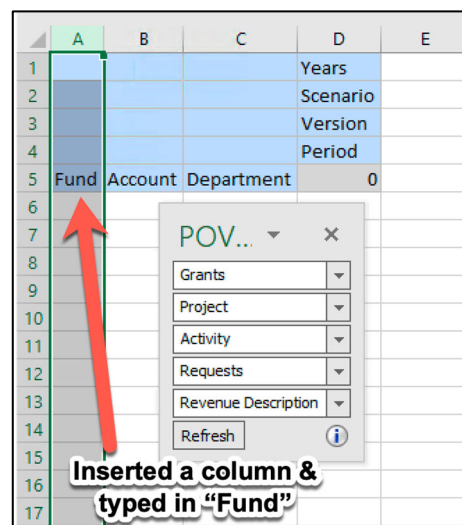 A B C D E
1 Years
2 Scenario
3 Version
4 Period
5 Fund Account Department 0
6
7
8
9
10
11
12
13
14
15
16
17
POV...
Grants
Project
Activity
Requests
Revenue Description
Refresh
Inserted a column &
typed in “Fund”